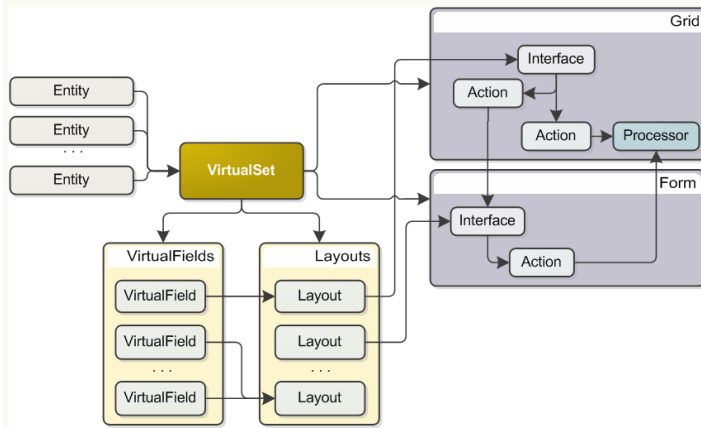 Grid
Interface
Action
Action
Processor
Entity
Entity
. . .
Entity
VirtualSet
Form
Interface
Action
VirtualFields
VirtualField
VirtualField
. . .
VirtualField
Layouts
Layout
Layout
. . .
Layout